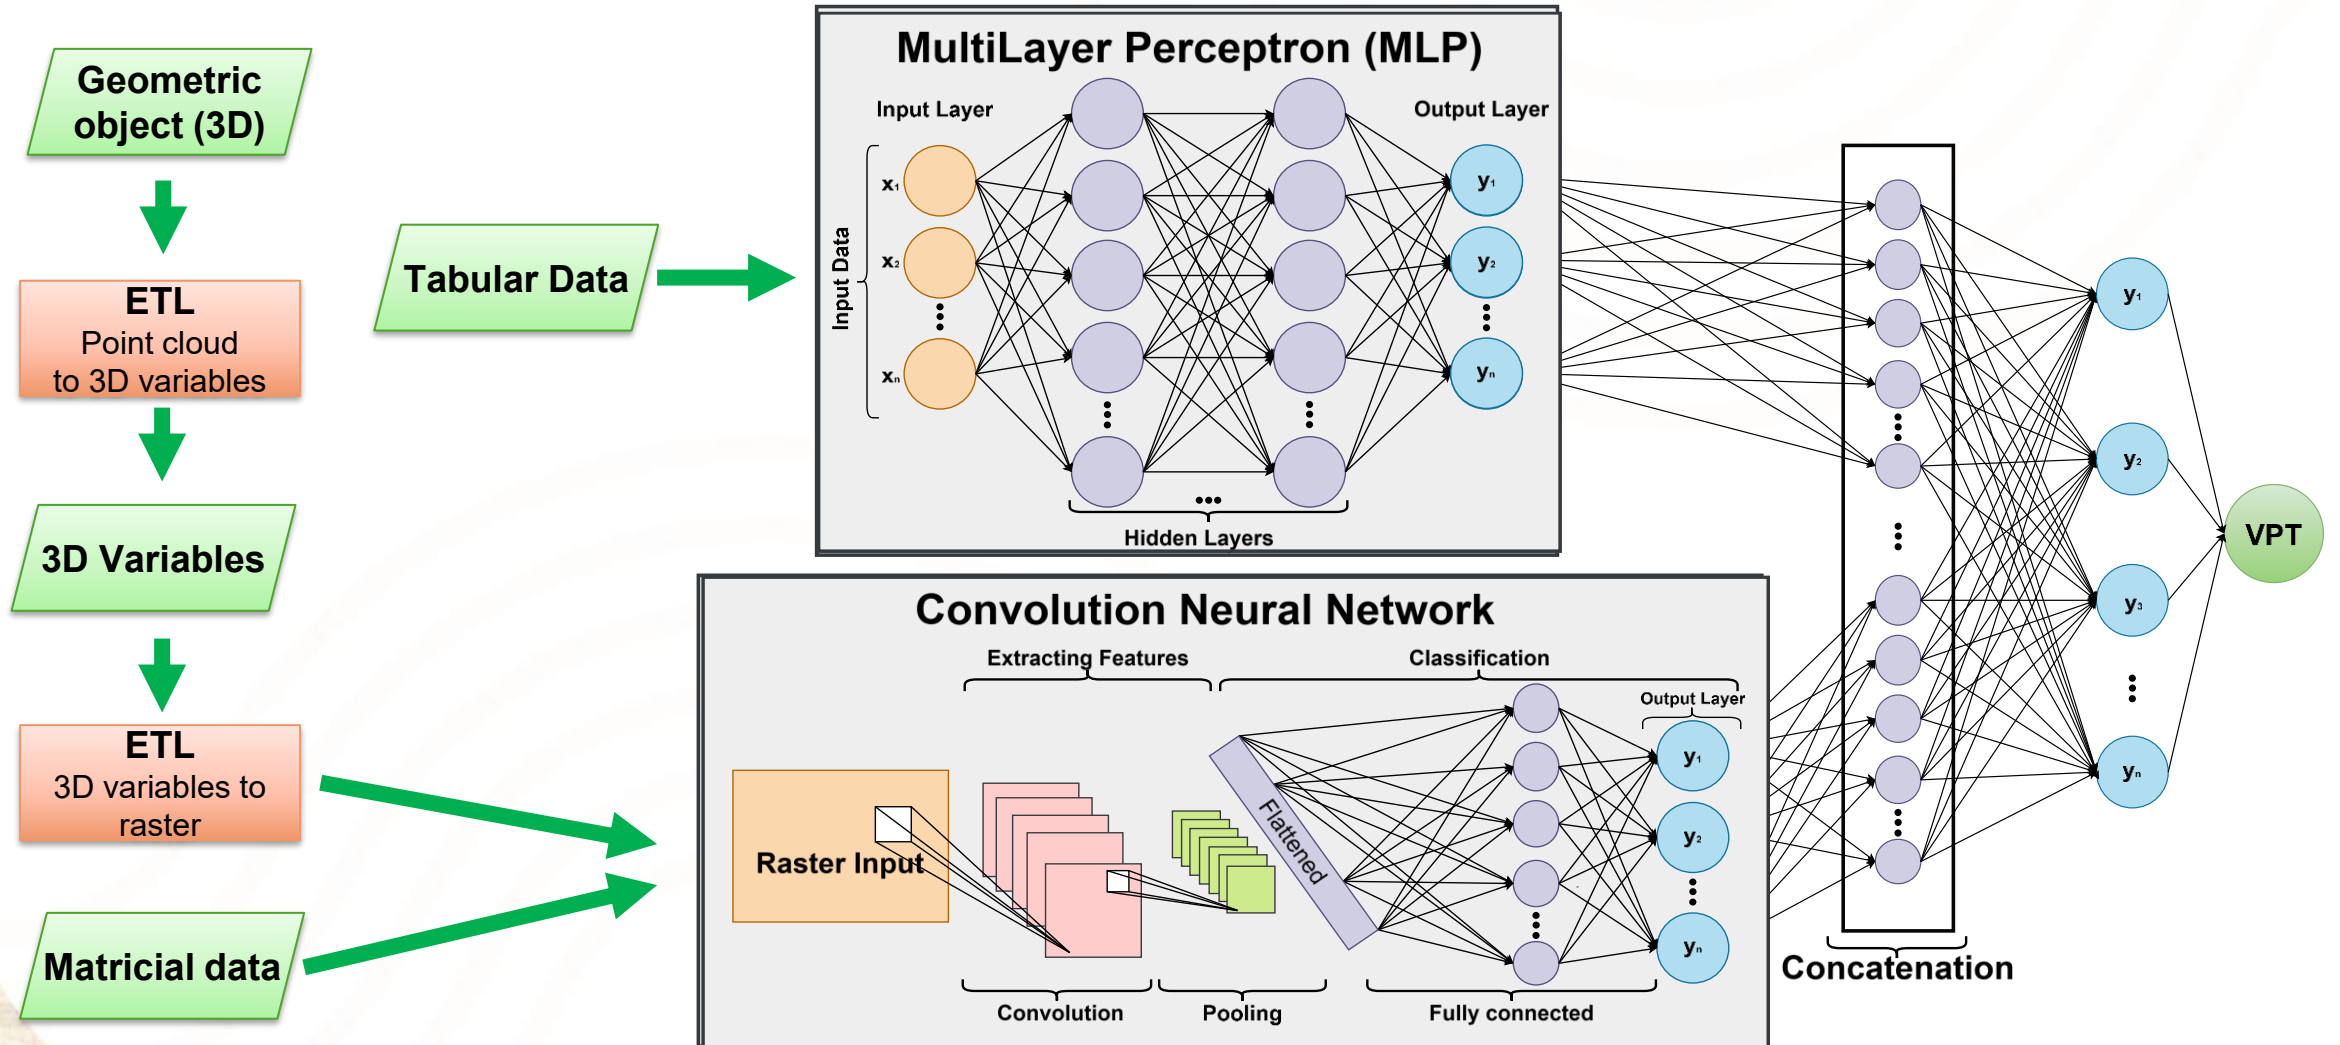 Geometric
object (3D)
ETL
Point cloud
to 3D variables
3D Variables
ETL
3D variables to
raster
Matricial data
Tabular Data
MultiLayer Perceptron (MLP)
Input Layer
Output Layer
Input Data
x₁
x₂
xₙ
y₁
y₂
yₙ
Hidden Layers
Convolution Neural Network
Extracting Features
Classification
Output Layer
Raster Input
Flattened
y₁
y₂
yₙ
Convolution
Pooling
Fully connected
Concatenation
y₁
y₂
y₃
yₙ
VPT